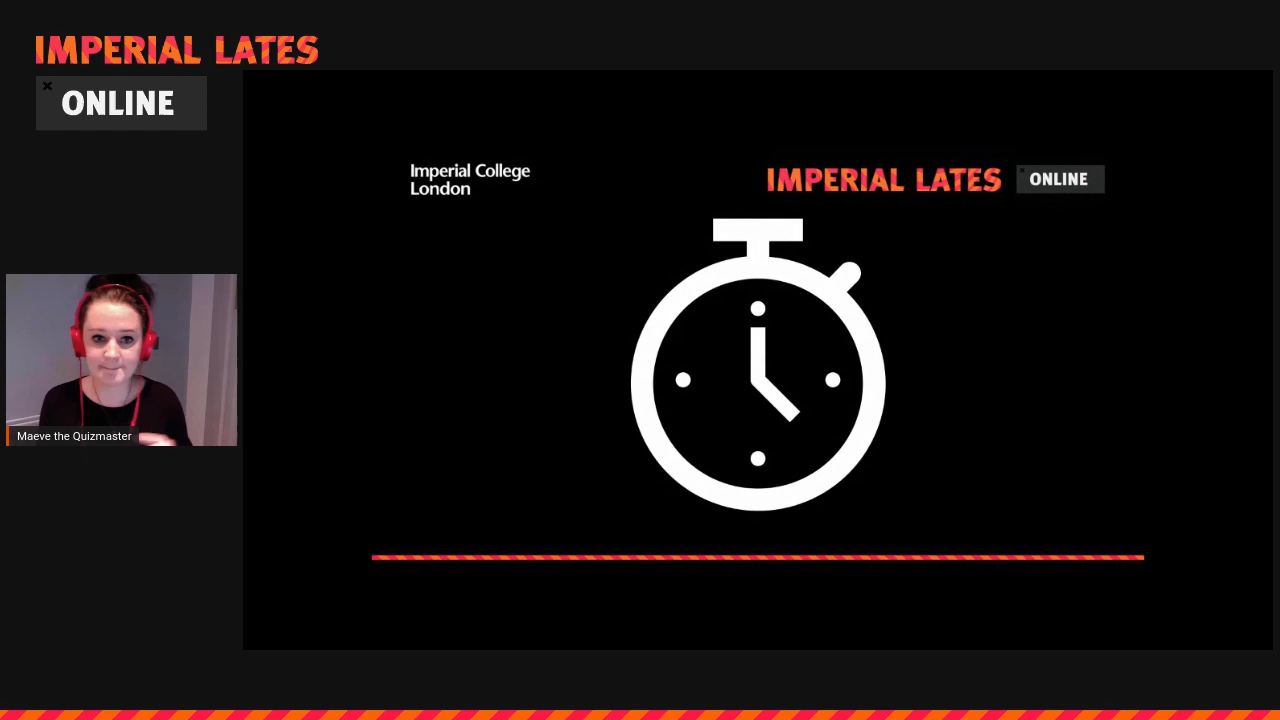 IMPERIAL LATES
ONLINE
Imperial College
London
IMPERIAL LATES
ONLINE
Maeve the Quizmaster